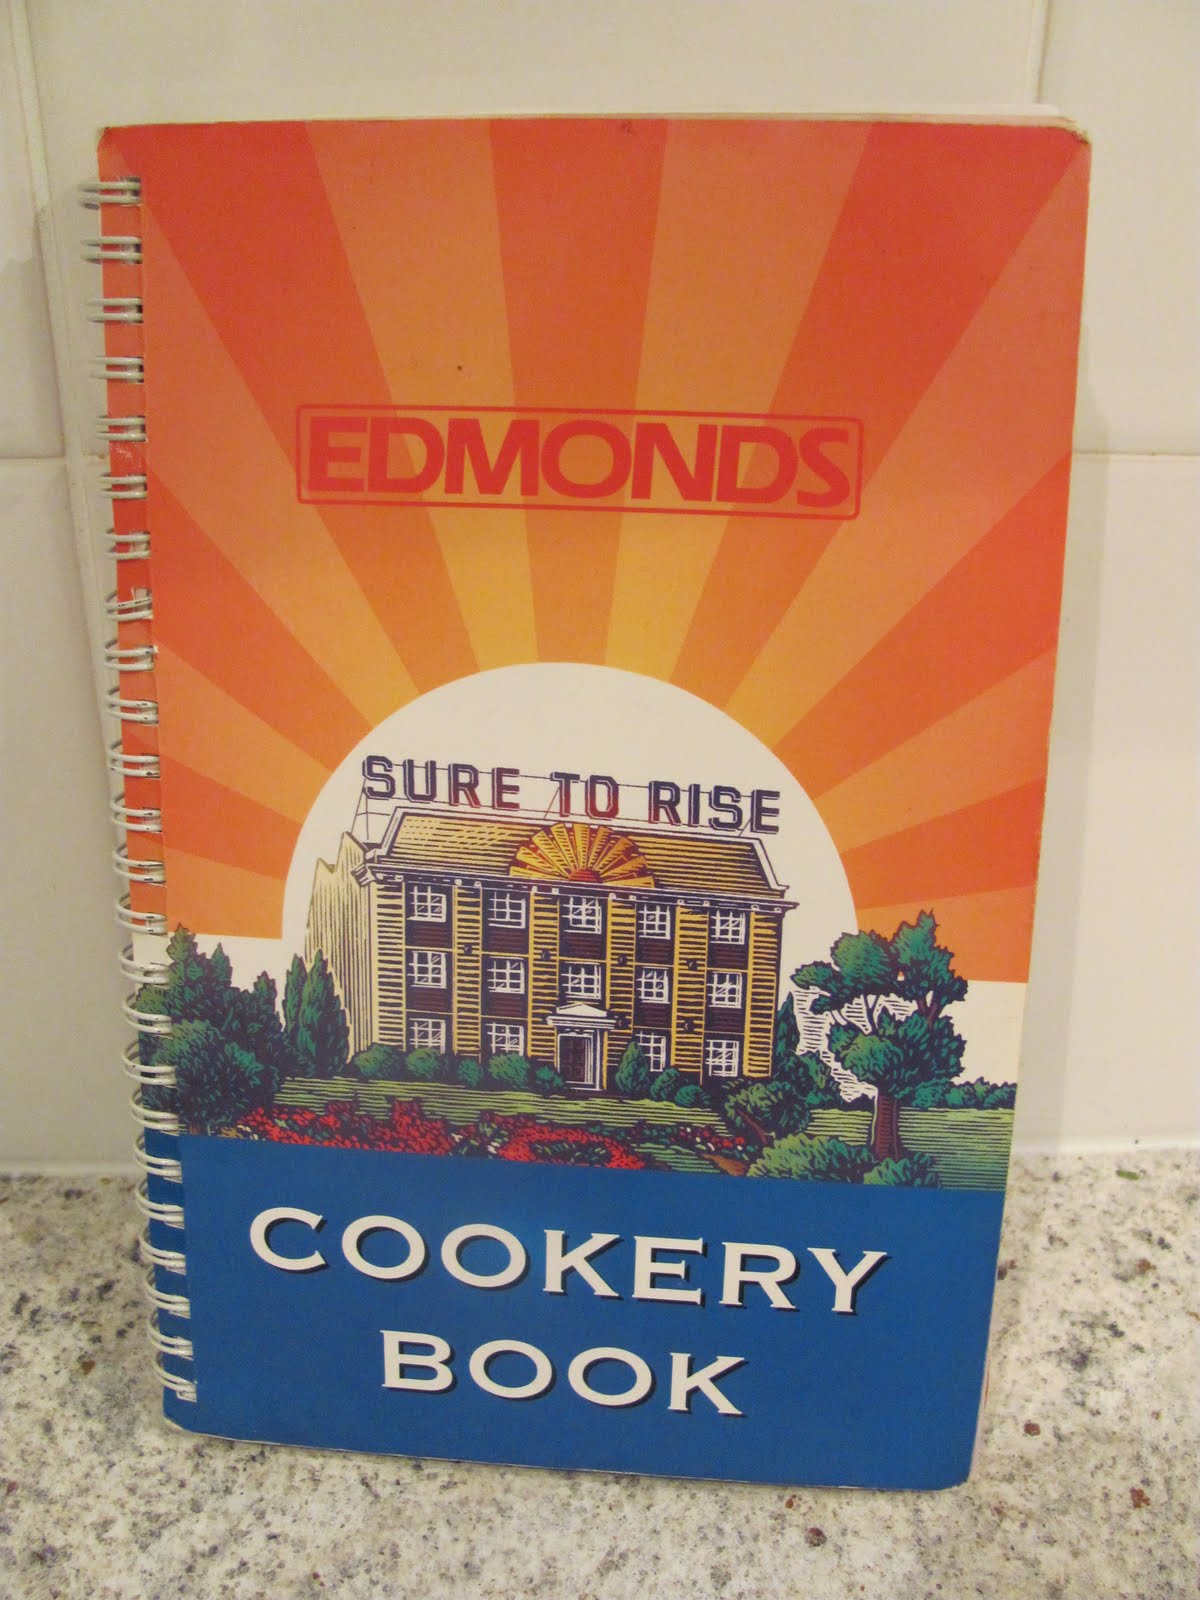 EDMONDS
SURE TO RISE
COOKERY
BOOK